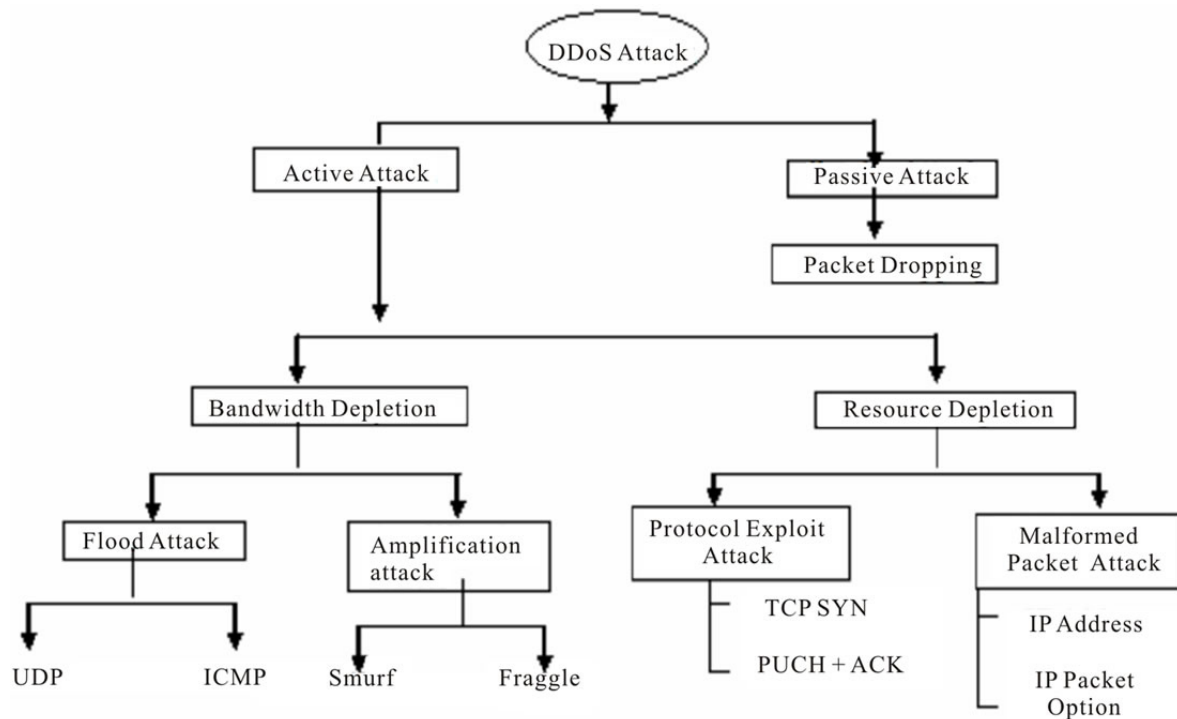 DDoS Attack
Active Attack
Passive Attack
Packet Dropping
Bandwidth Depletion
Resource Depletion
Flood Attack
Amplification
attack
Protocol Exploit
Attack
Malformed
Packet Attack
UDP
ICMP
Smurf
Fraggle
TCP SYN
PUCH + ACK
IP Address
IP Packet
Option